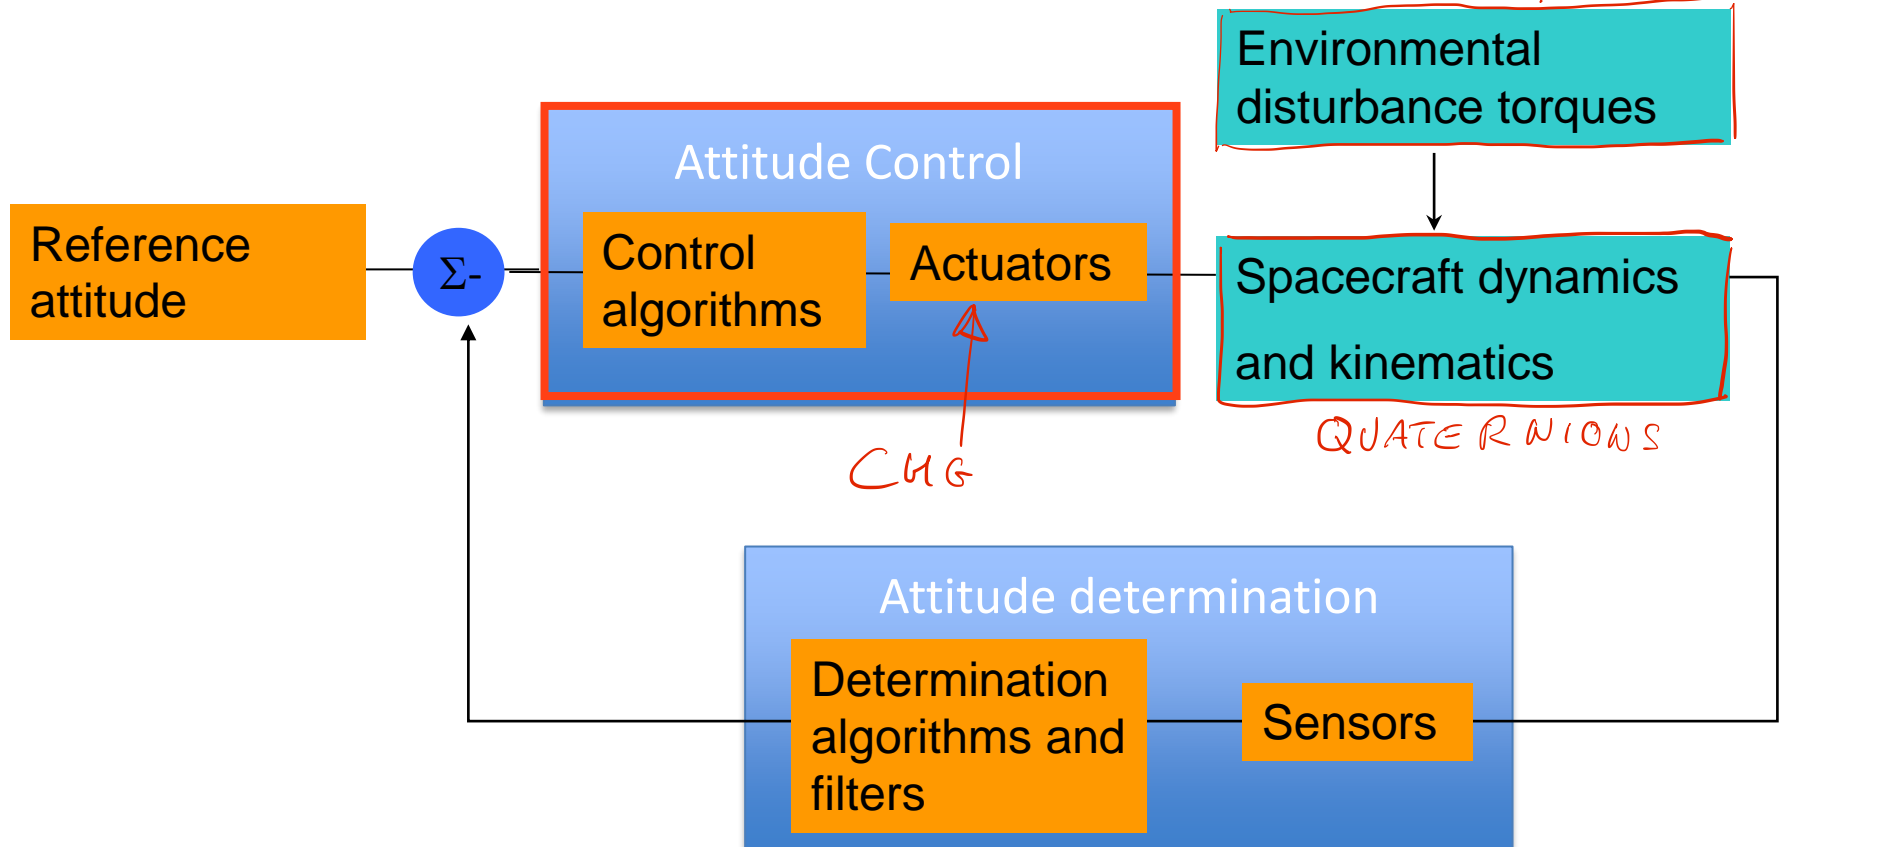 Environmental
disturbance torques
Attitude Control
Reference
attitude
Σ-
Control
algorithms
Actuators
Spacecraft dynamics
and kinematics
QUATERNIONS
CMG
Attitude determination
Determination
algorithms and
filters
Sensors